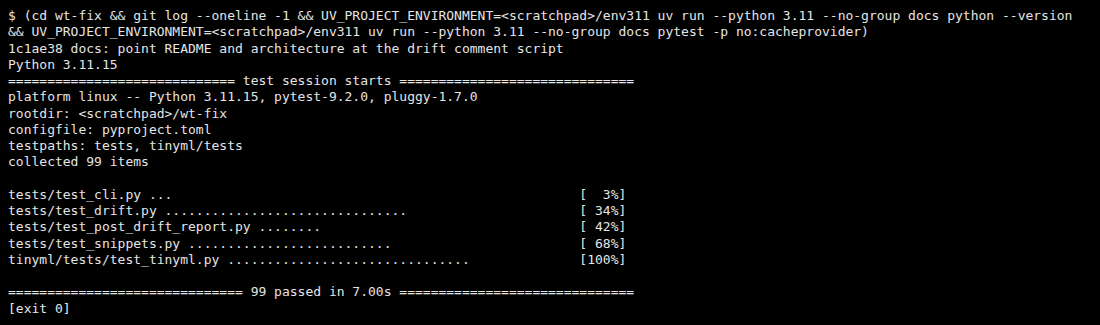 $ (cd wt-fix && git log --oneline -1 && UV_PROJECT_ENVIRONMENT=<scratchpad>/env311 uv run --python 3.11 --no-group docs python --version
&& UV_PROJECT_ENVIRONMENT=<scratchpad>/env311 uv run --python 3.11 --no-group docs pytest -p no:cacheprovider)
1c1ae38 docs: point README and architecture at the drift comment script
Python 3.11.15
============================= test session starts ==============================
platform linux -- Python 3.11.15, pytest-9.2.0, pluggy-1.7.0
rootdir: <scratchpad>/wt-fix
configfile: pyproject.toml
testpaths: tests, tinyml/tests
collected 99 items

tests/test_cli.py ...                                                    [  3%]
tests/test_drift.py ...............................                      [ 34%]
tests/test_post_drift_report.py ........                                 [ 42%]
tests/test_snippets.py ..........................                        [ 68%]
tinyml/tests/test_tinyml.py ...............................              [100%]

============================== 99 passed in 7.00s ==============================
[exit 0]